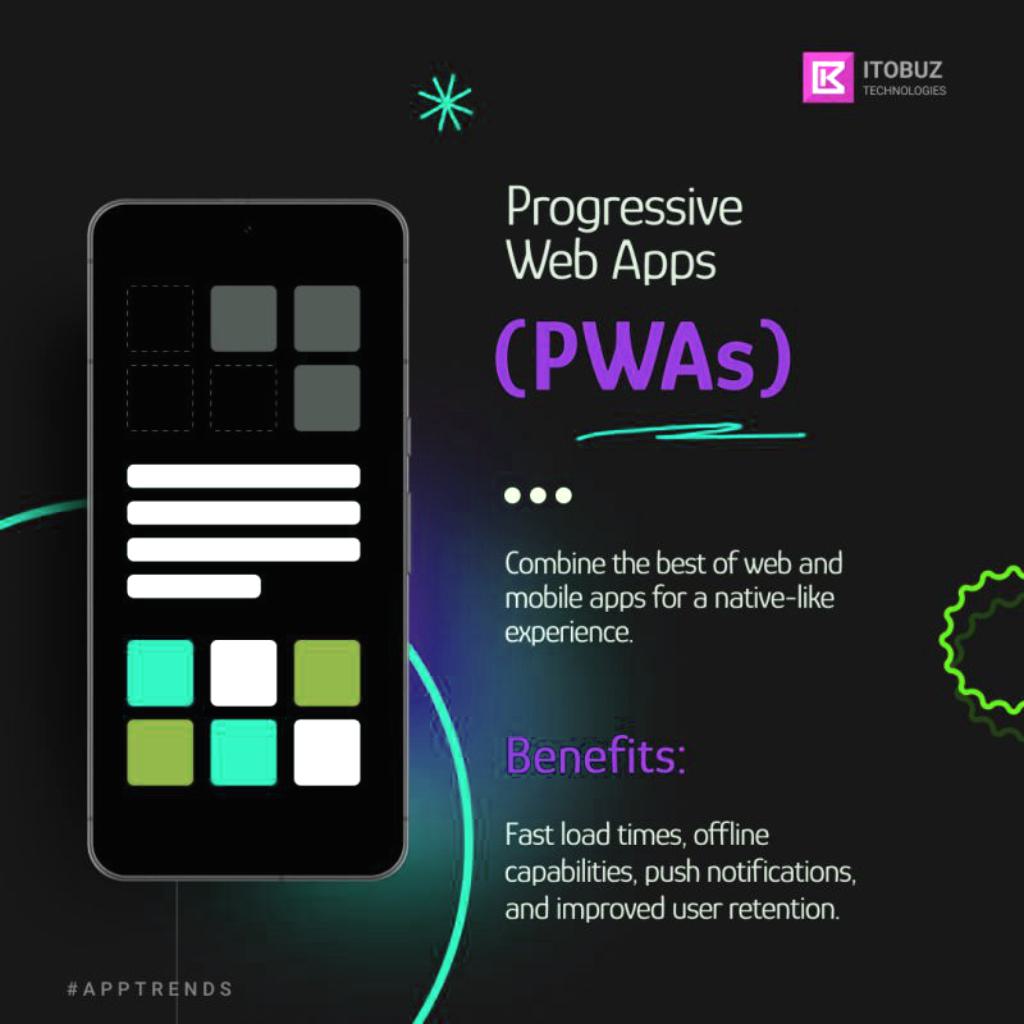 ITOBUZ
TECHNOLOGIES
Progressive
Web Apps
(PWAs)
Combine the best of web and
mobile apps for a native-like
experience.
Benefits:
Fast load times, offline
capabilities, push notifications,
and improved user retention.
#APPTRENDS